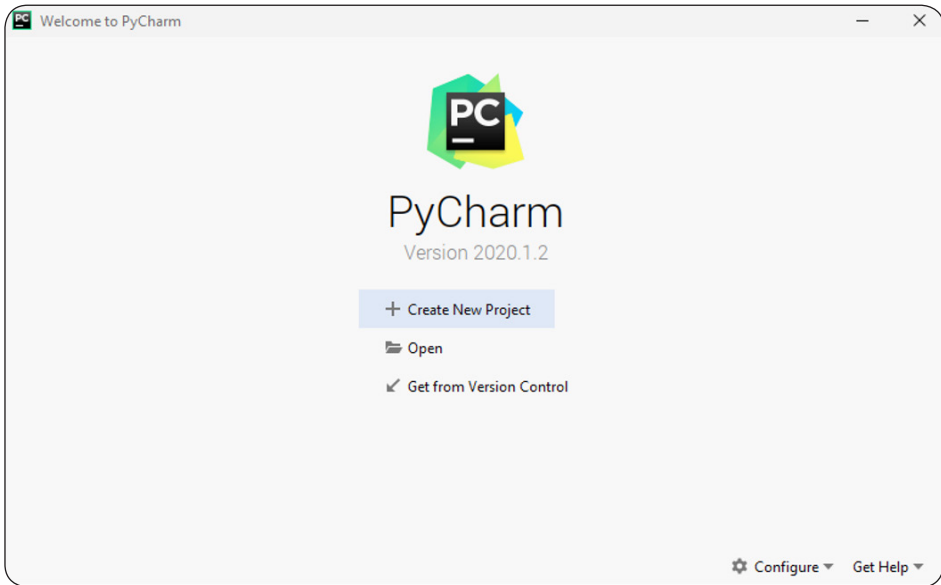 PC
Welcome to PyCharm
PC
PyCharm
Version 2020.1.2
Create New Project
Open
Get from Version Control
Configure
Get Help